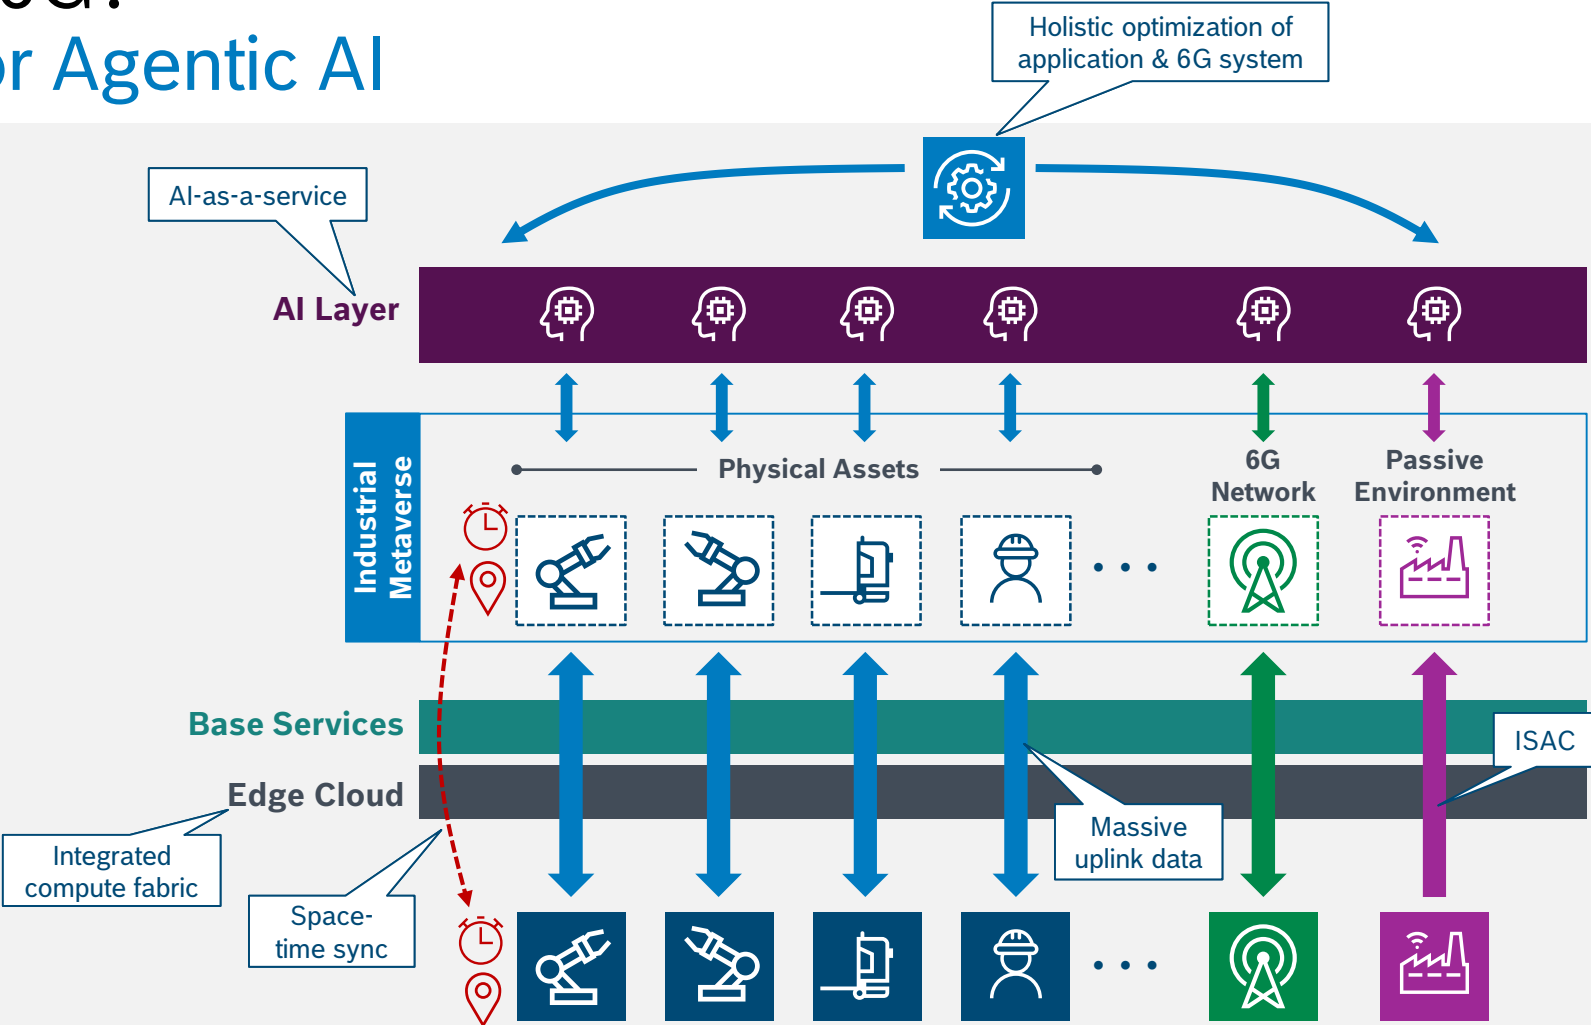 or Agentic AI
Holistic optimization of
application & 6G system
AI-as-a-service
AI Layer
Industrial
Metaverse
Physical Assets
6G
Network
Passive
Environment
Base Services
ISAC
Edge Cloud
Massive
uplink data
Integrated
compute fabric
Space-
time sync